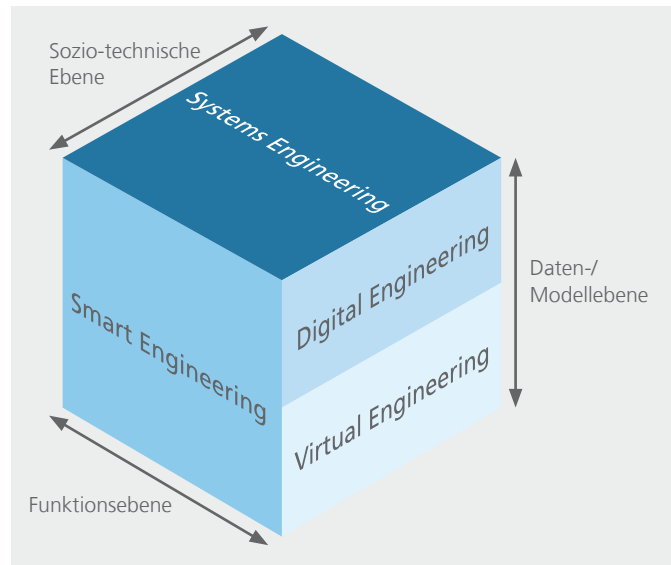 Sozio-technische
Ebene
Systems Engineering
Smart Engineering
Digital Engineering
Virtual Engineering
Daten-/
Modellebene
Funktionsebene